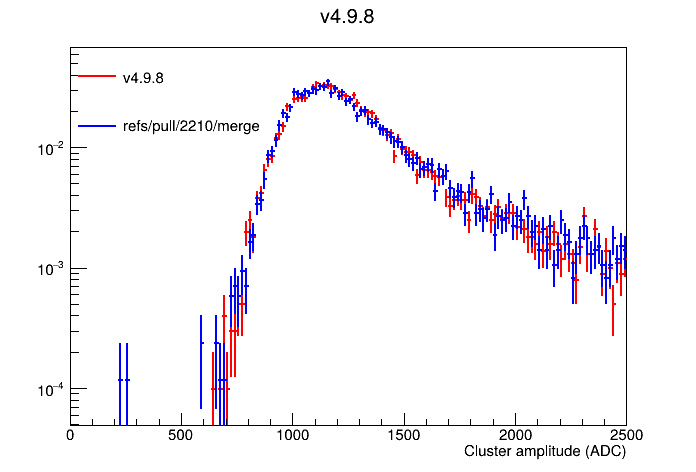 v4.9.8
v4.9.8
refs/pull/2210/merge
10⁻²
10⁻³
10⁻⁴
0 500 1000 1500 2000 2500
Cluster amplitude (ADC)